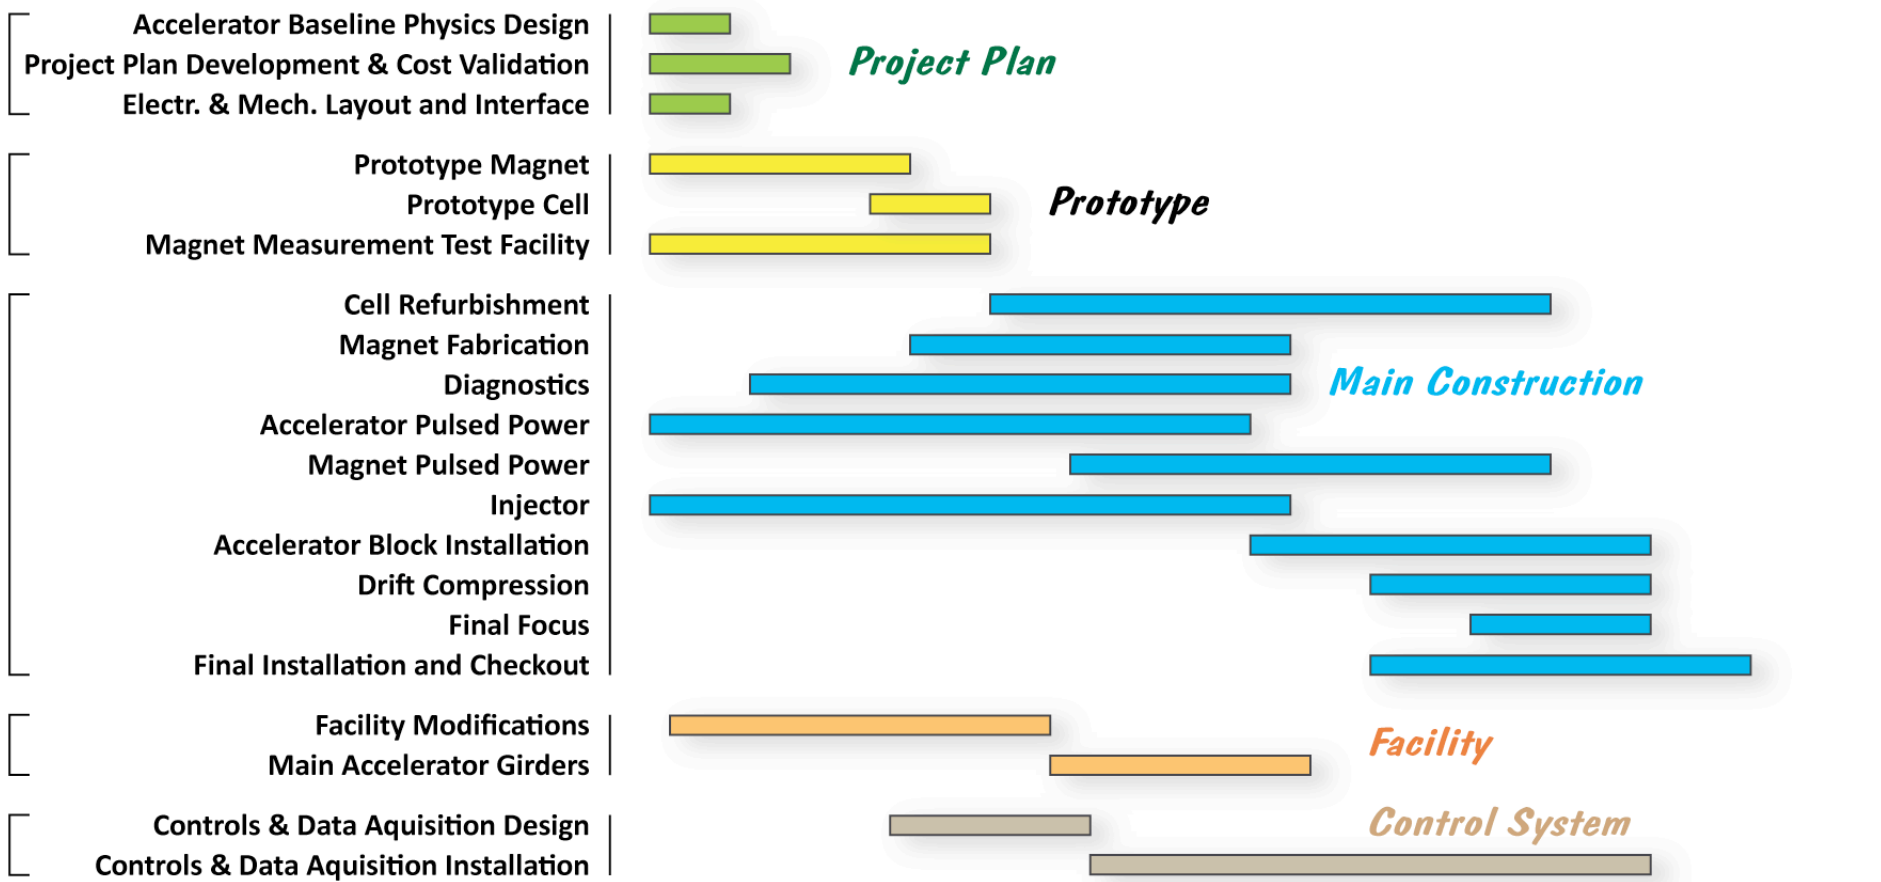 Accelerator Baseline Physics Design
Project Plan Development & Cost Validation
Project Plan
Electr. & Mech. Layout and Interface
Prototype Magnet
Prototype Cell
Prototype
Magnet Measurement Test Facility
Cell Refurbishment
Magnet Fabrication
Diagnostics
Main Construction
Accelerator Pulsed Power
Magnet Pulsed Power
Injector
Accelerator Block Installation
Drift Compression
Final Focus
Final Installation and Checkout
Facility Modifications
Facility
Main Accelerator Girders
Controls & Data Aquisition Design
Control System
Controls & Data Aquisition Installation